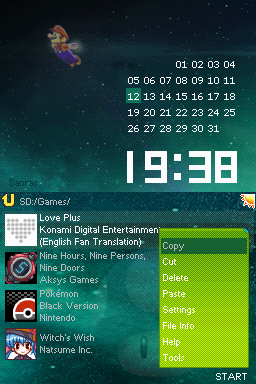 01 02 03 04
05 06 07 08 09 10 11
12 13 14 15 16 17 18
19 20 21 22 23 24 25
26 27 28 29 30 31
19:38
SD:/Games/
Love Plus
Konami Digital Entertainment
(English Fan Translation)
Nine Hours, Nine Persons,
Nine Doors
Aksys Games
Pokémon
Black Version
Nintendo
Witch's Wish
Natsume Inc.
Copy
Cut
Delete
Paste
Settings
File Info
Help
Tools
START